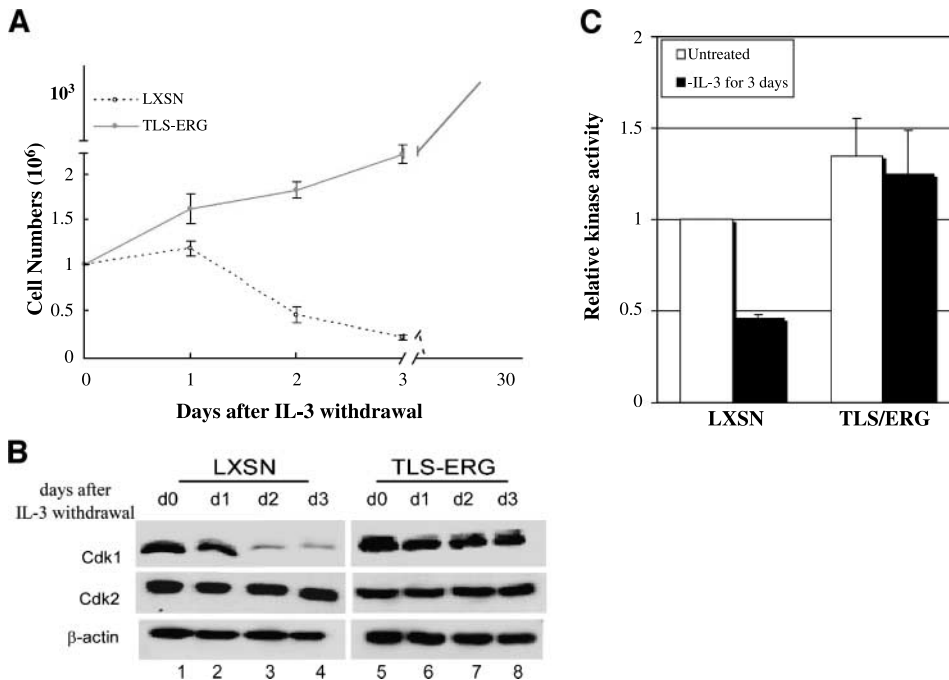 A
10³
LXSN
TLS-ERG
Cell Numbers (10⁶)
2
1.5
1
0.5
0
0 1 2 3 30
Days after IL-3 withdrawal
B
LXSN TLS-ERG
days after
IL-3 withdrawal
d0 d1 d2 d3 d0 d1 d2 d3
Cdk1
Cdk2
β-actin
1 2 3 4 5 6 7 8
C
2
Untreated
-IL-3 for 3 days
1.5
Relative kinase activity
1
0.5
0
LXSN TLS/ERG